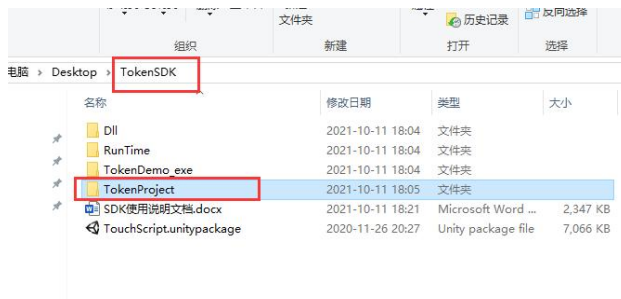 文件夹
历史记录
反向选择
组织
新建
打开
选择
电脑 › Desktop › TokenSDK
名称 修改日期 类型 大小
Dll 2021-10-11 18:04 文件夹
RunTime 2021-10-11 18:04 文件夹
TokenDemo_exe 2021-10-11 18:04 文件夹
TokenProject 2021-10-11 18:05 文件夹
SDK使用说明文档.docx 2021-10-11 18:21 Microsoft Word ... 2,347 KB
TouchScript.unitypackage 2020-11-26 20:27 Unity package file 7,066 KB